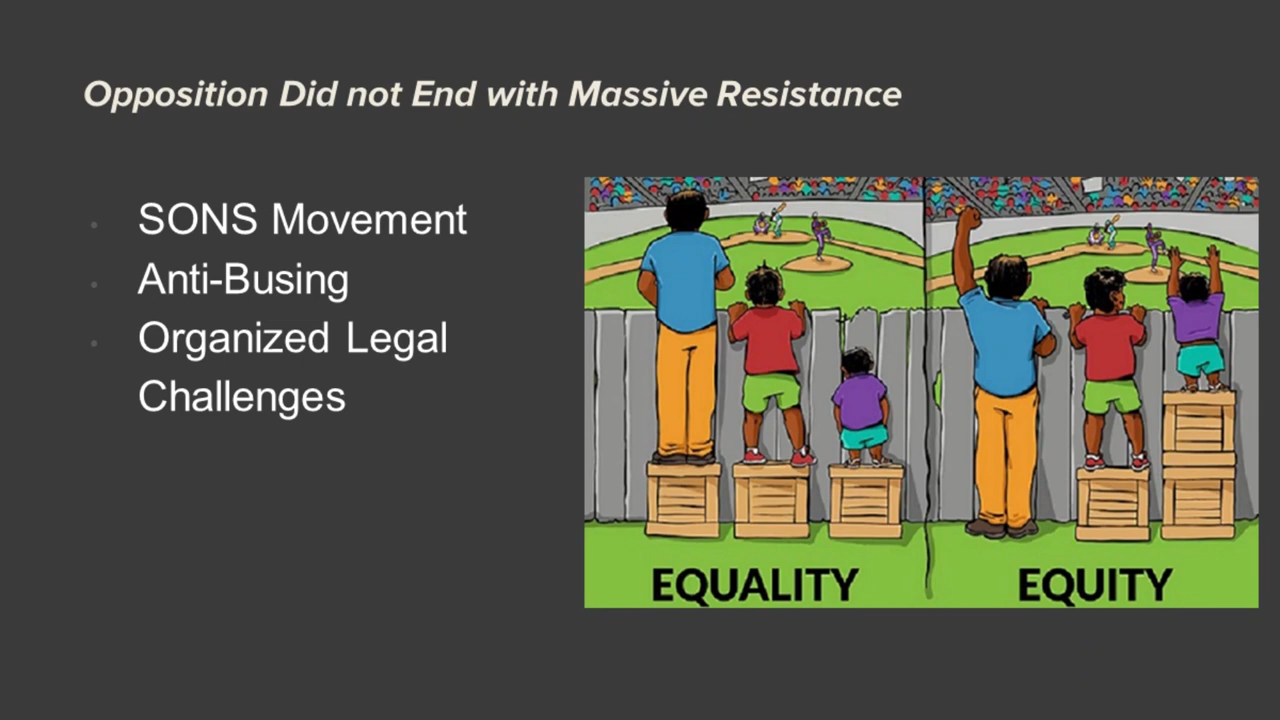 Opposition Did not End with Massive Resistance
SONS Movement
Anti-Busing
Organized Legal
Challenges
EQUALITY
EQUITY